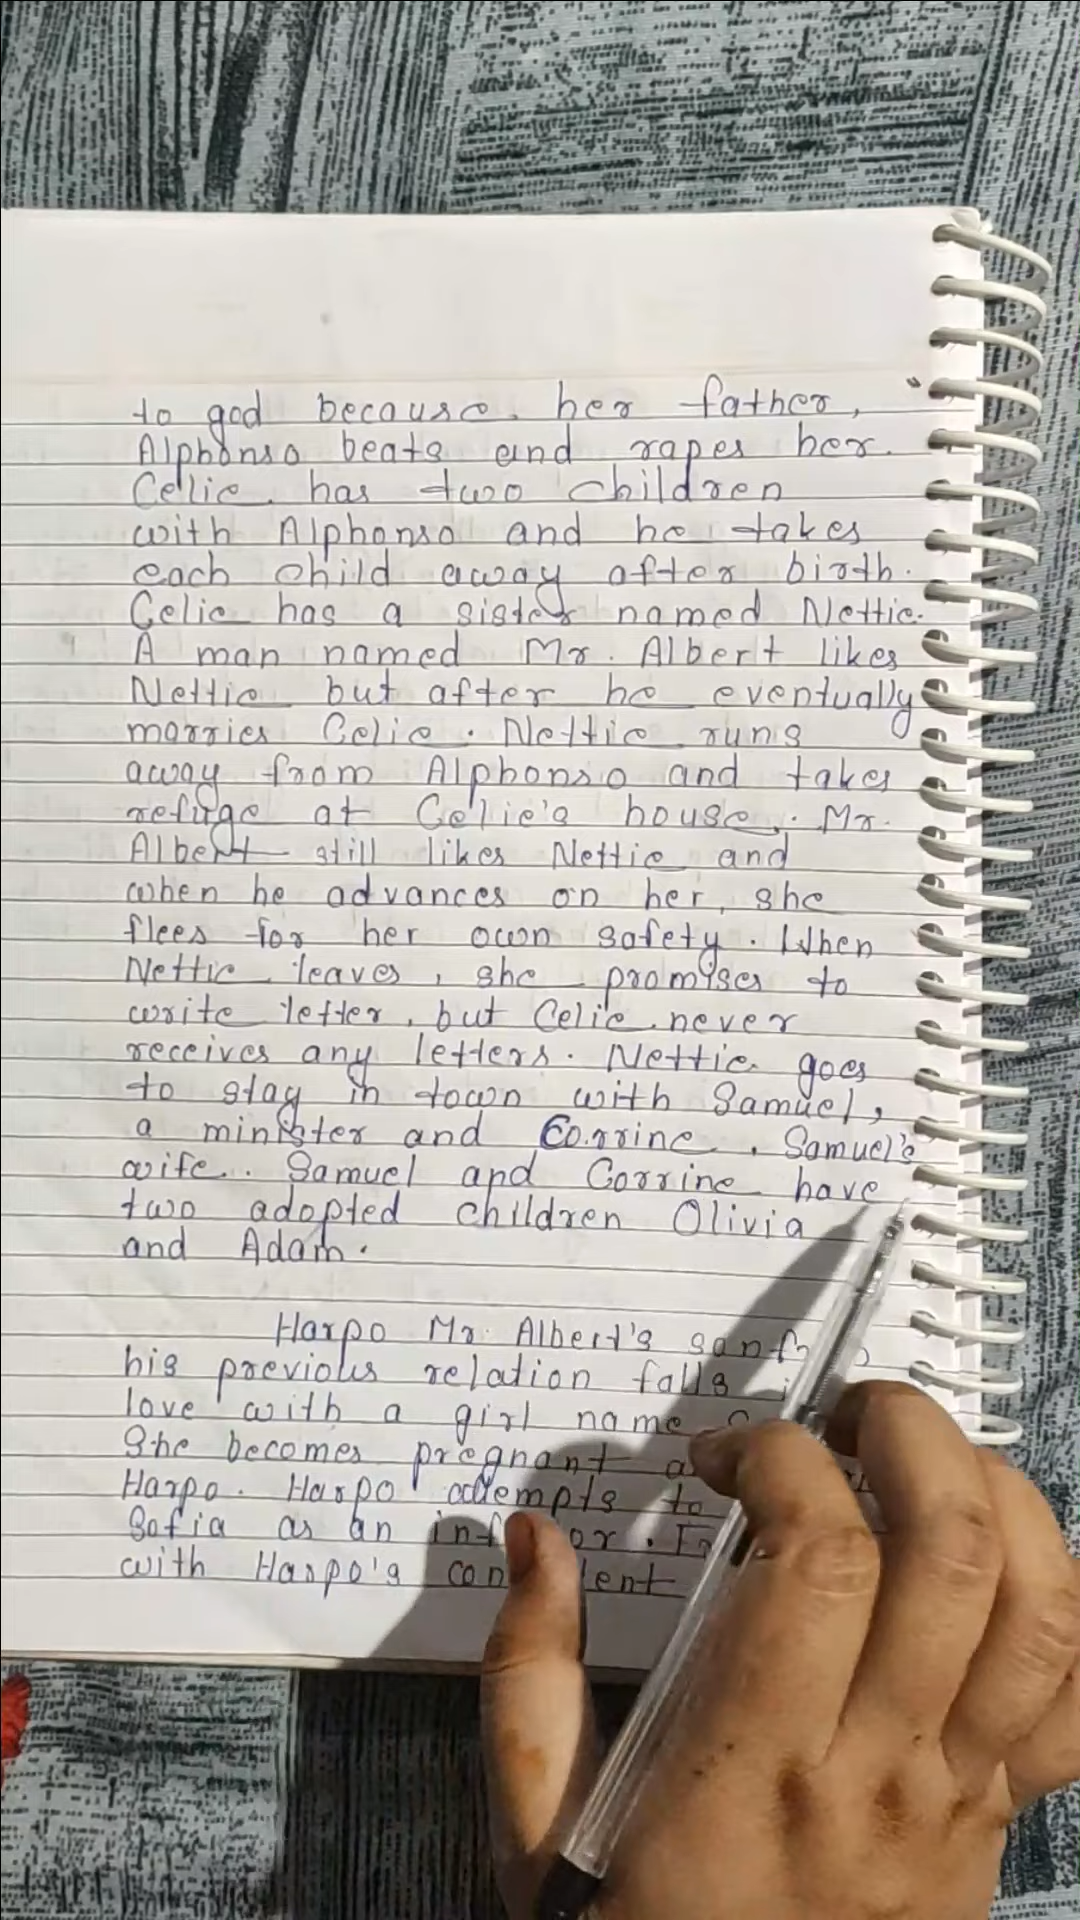 to god because her father,
Alphonso beats and rapes her.
Celie has two children
with Alphonso and he takes
each child away after birth.
Celie has a sister named Nettie.
A man named Mr. Albert likes
Nettie but after he eventually
marries Celie. Nettie runs
away from Alphonso and takes
refuge at Celie's house. Mr.
Albert still likes Nettie and
when he advances on her, she
flees for her own safety. When
Nettie leaves, she promises to
write letter, but Celie never
receives any letters. Nettie goes
to stay in town with Samuel,
a minister and Corrine, Samuel's
wife. Samuel and Corrine have
two adopted children Olivia
and Adam.
Harpo Mr. Albert's son
his previous relation falls
love with a girl name
She becomes pregnant
Harpo. Harpo attempts to
Sofia as an
with Harpo's